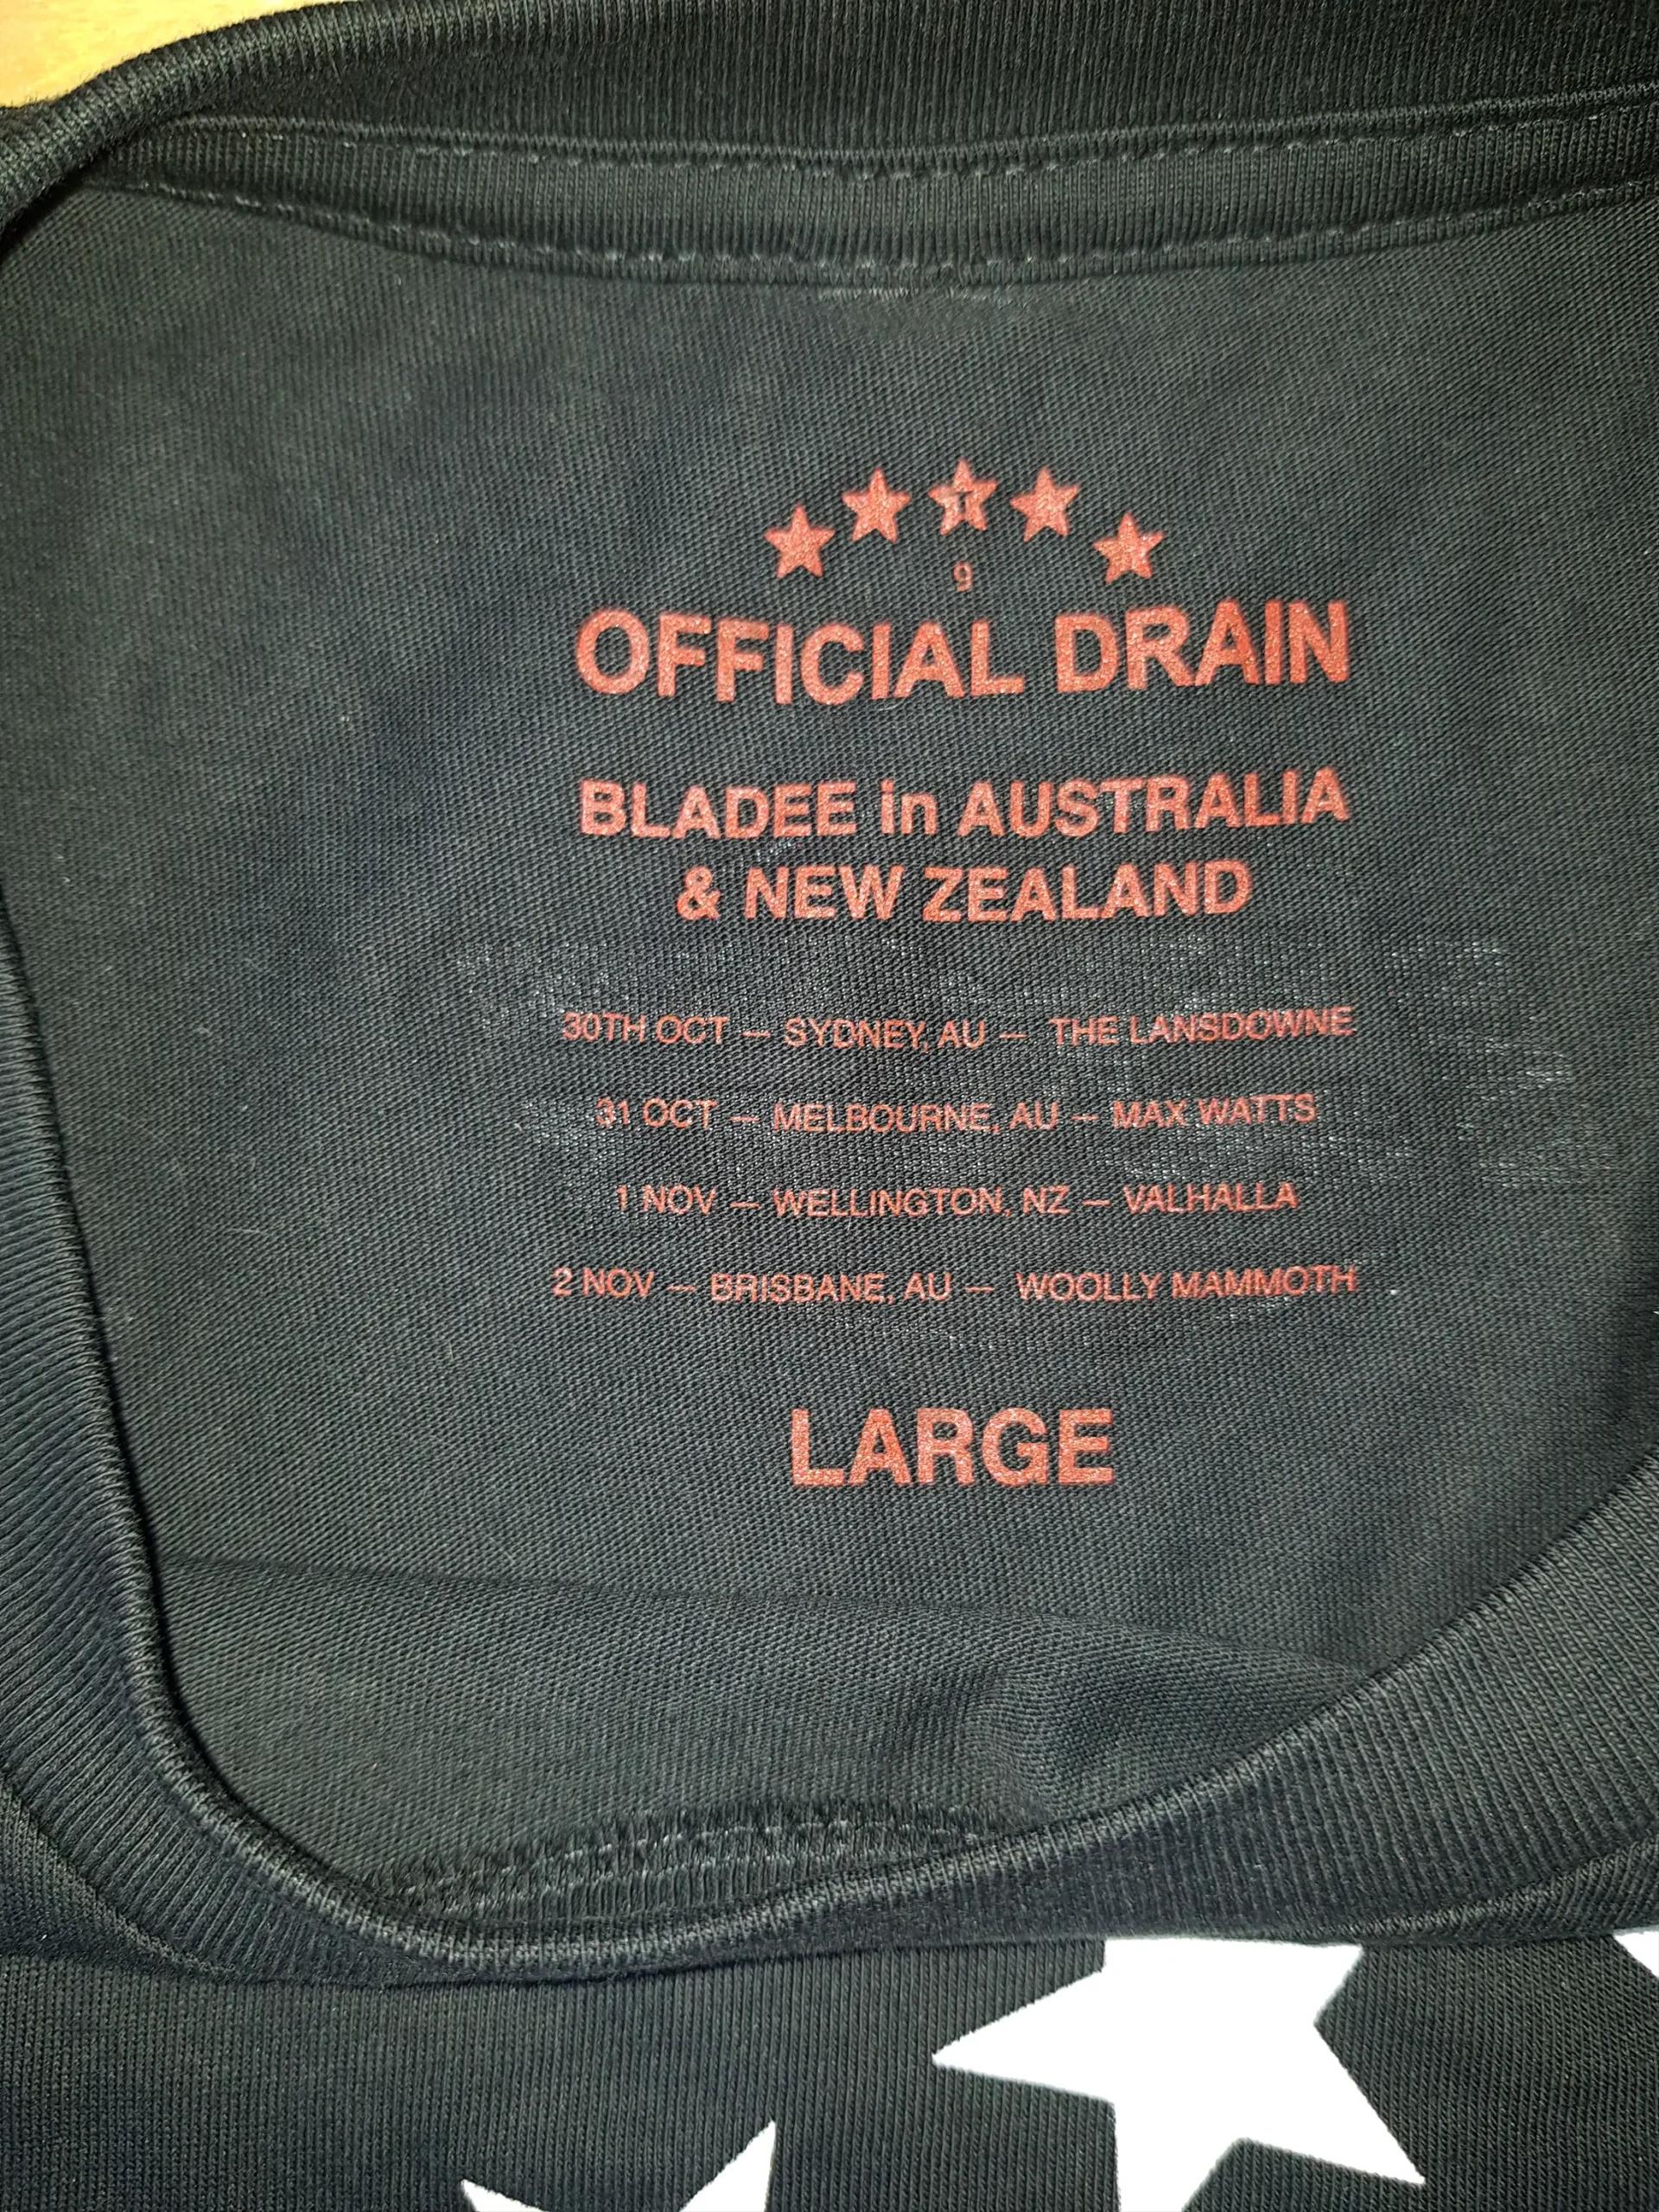 T
9
OFFICIAL DRAIN
BLADEE in AUSTRALIA
& NEW ZEALAND
30TH OCT — SYDNEY, AU — THE LANSDOWNE
31 OCT — MELBOURNE, AU — MAX WATTS
1 NOV — WELLINGTON, NZ — VALHALLA
2 NOV — BRISBANE, AU — WOOLLY MAMMOTH
LARGE